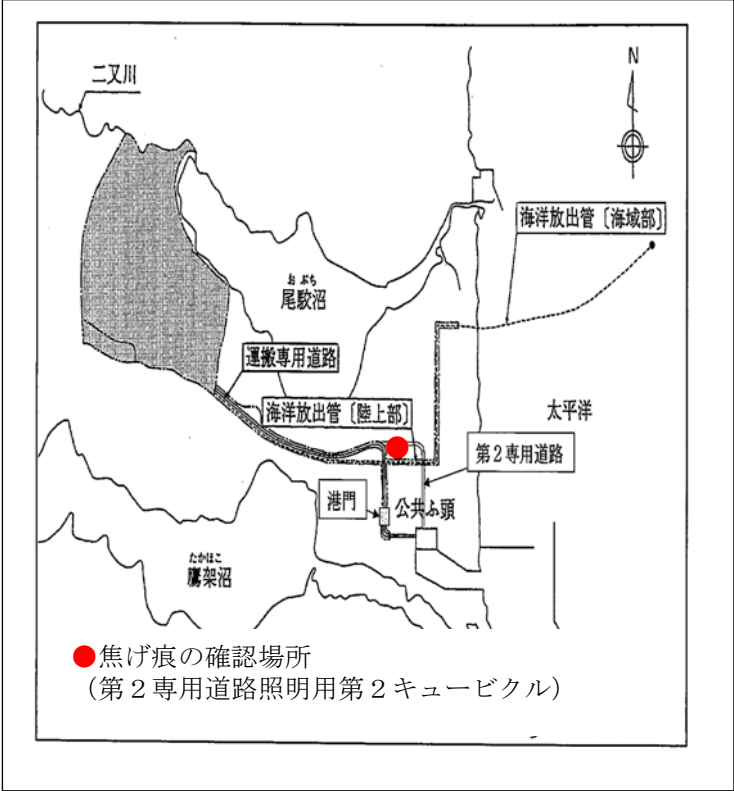 二又川
N
海洋放出管〔海域部〕
おぶち
尾駮沼
運搬専用道路
海洋放出管〔陸上部〕
太平洋
第2専用道路
港門
公共ふ頭
たかほこ
鷹架沼
●焦げ痕の確認場所
（第２専用道路照明用第２キュービクル）